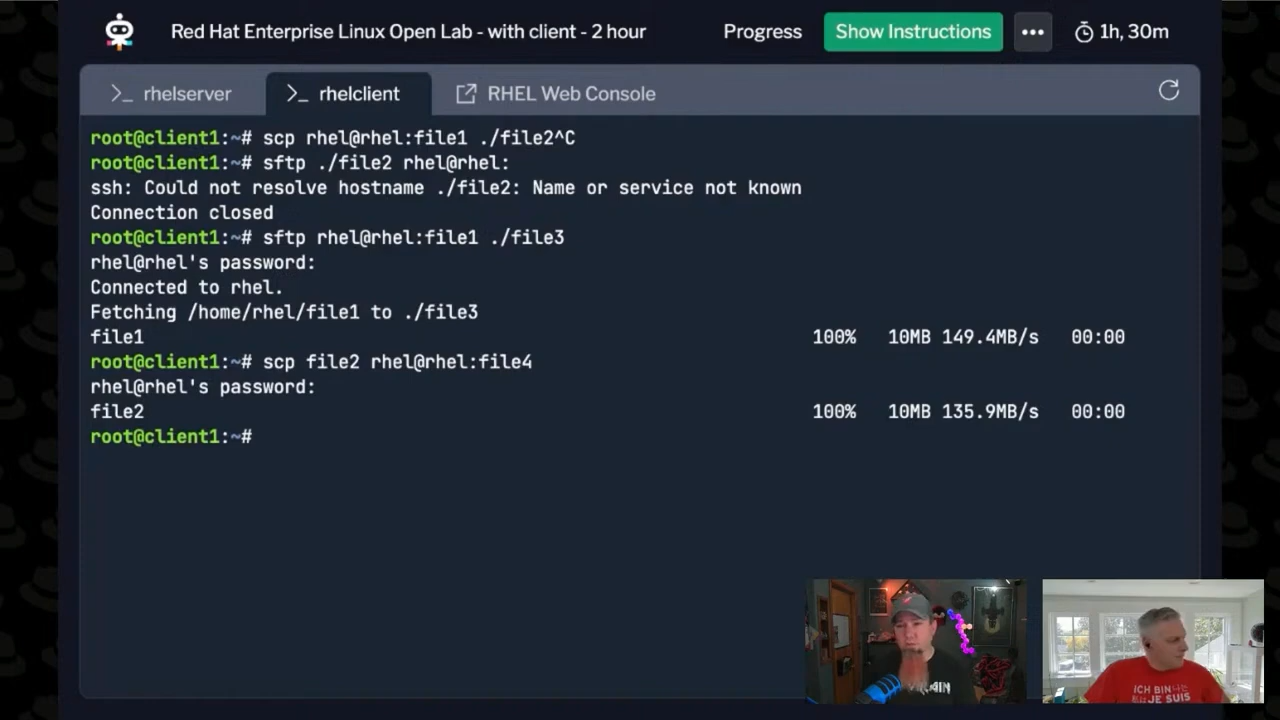 Red Hat Enterprise Linux Open Lab - with client - 2 hour
Progress
Show Instructions
1h, 30m
>_ rhelserver
>_ rhelclient
RHEL Web Console
root@client1:~# scp rhel@rhel:file1 ./file2^C
root@client1:~# sftp ./file2 rhel@rhel:
ssh: Could not resolve hostname ./file2: Name or service not known
Connection closed
root@client1:~# sftp rhel@rhel:file1 ./file3
rhel@rhel's password:
Connected to rhel.
Fetching /home/rhel/file1 to ./file3
file1 100% 10MB 149.4MB/s 00:00
root@client1:~# scp file2 rhel@rhel:file4
rhel@rhel's password:
file2 100% 10MB 135.9MB/s 00:00
root@client1:~#
ICH BIN
JE SUIS